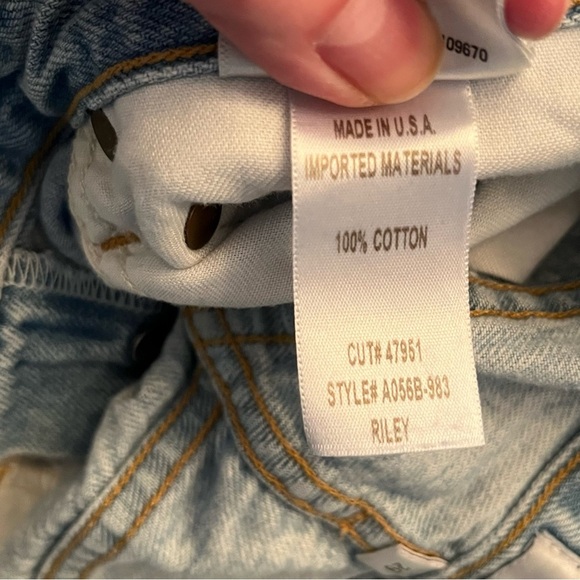 109670
MADE IN U.S.A.
IMPORTED MATERIALS
100% COTTON
CUT# 47951
STYLE# A056B-983
RILEY